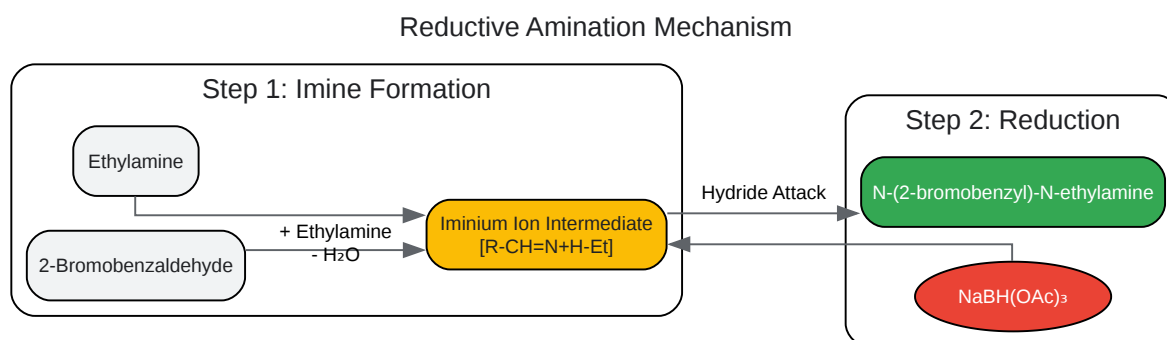 Reductive Amination Mechanism
Step 1: Imine Formation
Ethylamine
2-Bromobenzaldehyde
+ Ethylamine
- H₂O
Iminium Ion Intermediate
[R-CH=N+H-Et]
Hydride Attack
Step 2: Reduction
N-(2-bromobenzyl)-N-ethylamine
NaBH(OAc)₃